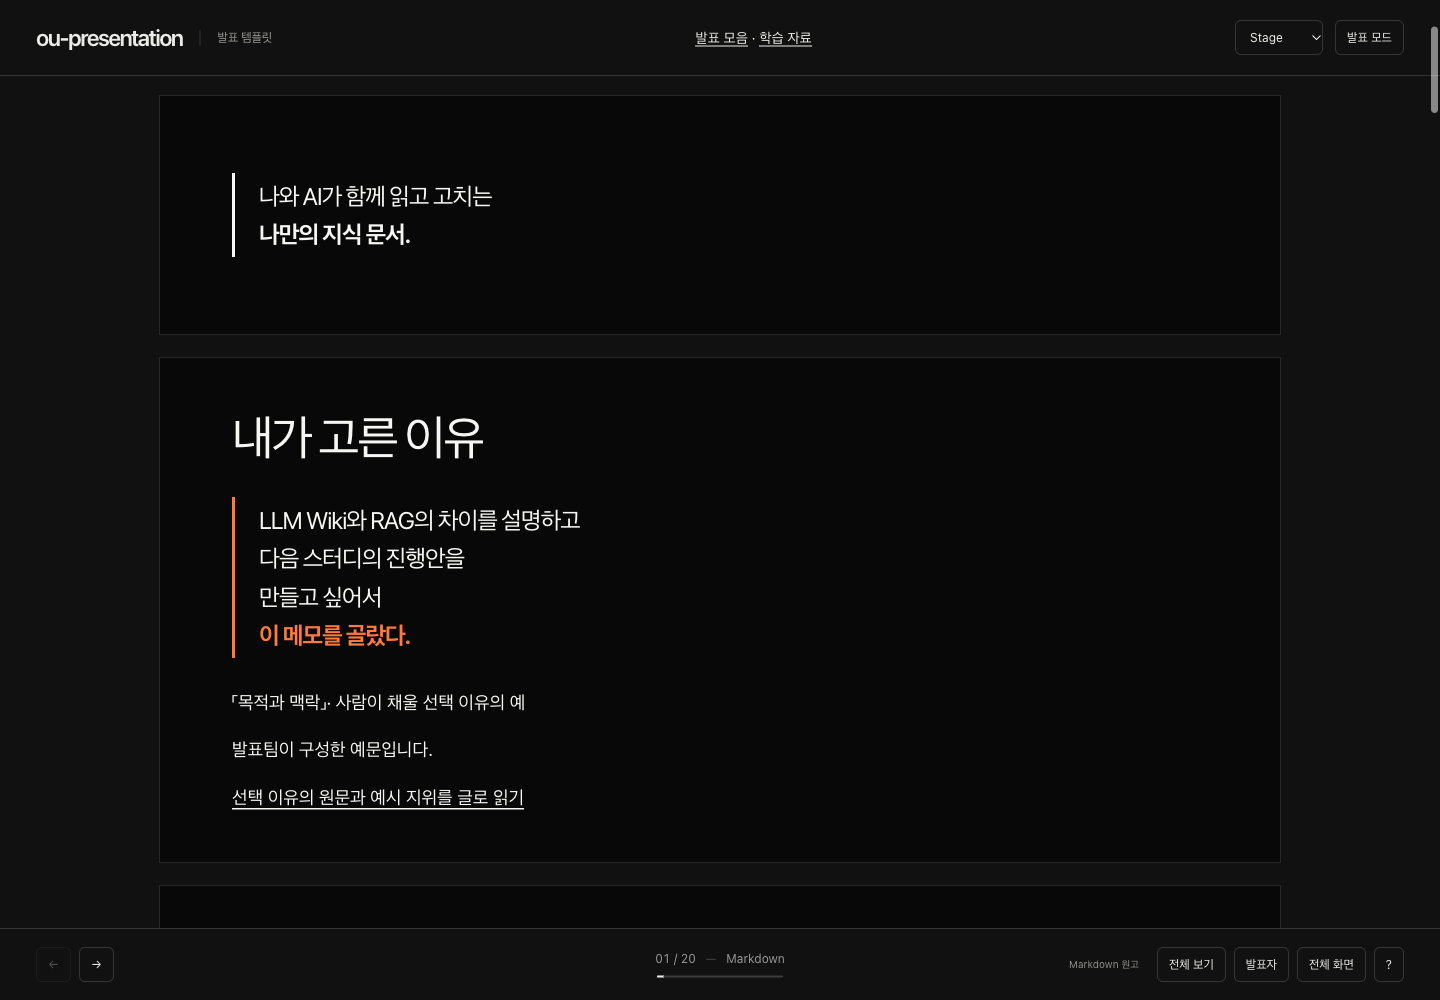 ou-presentation
발표 템플릿
발표 모음 · 학습 자료
Stage
발표 모드
나와 AI가 함께 읽고 고치는
나만의 지식 문서.
내가 고른 이유
LLM Wiki와 RAG의 차이를 설명하고
다음 스터디의 진행안을
만들고 싶어서
이 메모를 골랐다.
「목적과 맥락」· 사람이 채울 선택 이유의 예
발표팀이 구성한 예문입니다.
선택 이유의 원문과 예시 지위를 글로 읽기
←
→
01 / 20 — Markdown
Markdown 원고
전체 보기
발표자
전체 화면
?